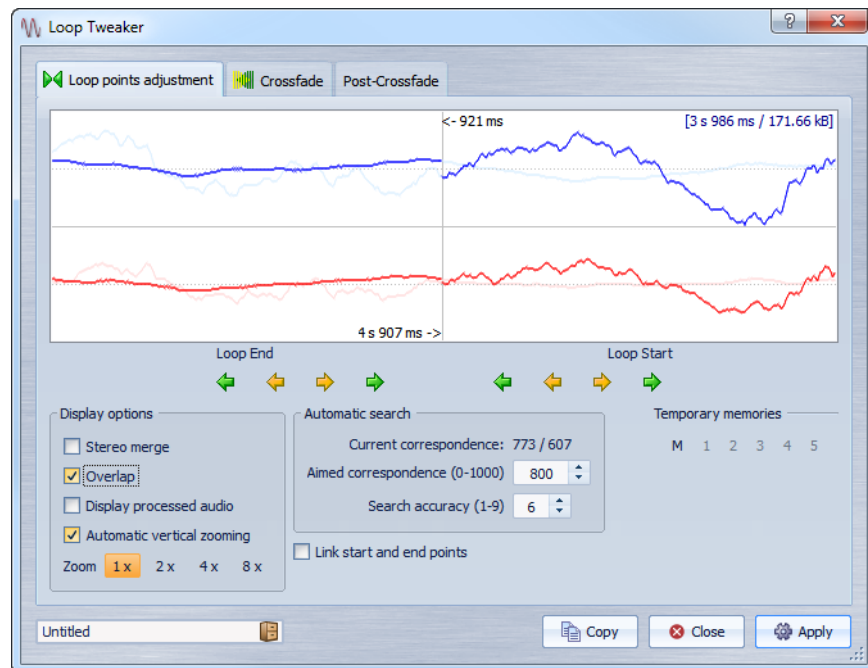 Loop Tweaker
Loop points adjustment Crossfade Post-Crossfade
<- 921 ms [3 s 986 ms / 171.66 kB]
4 s 907 ms ->
Loop End Loop Start
Display options Automatic search Temporary memories
Stereo merge Current correspondence: 773 / 607 M 1 2 3 4 5
Overlap Aimed correspondence (0-1000) 800
Display processed audio Search accuracy (1-9) 6
Automatic vertical zooming
Link start and end points
Zoom 1 x 2 x 4 x 8 x
Untitled Copy Close Apply